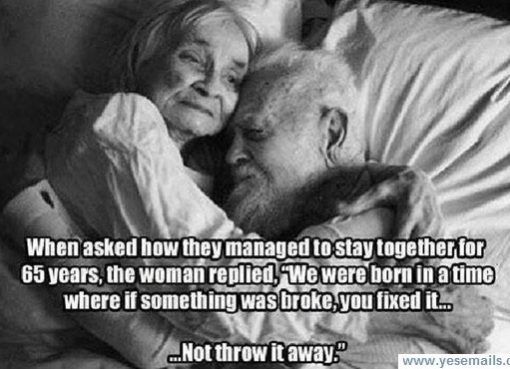 When asked how they managed to stay together for
65 years, the woman replied, "We were born in a time
where if something was broke, you fixed it...
...Not throw it away."
www.yesemails.c